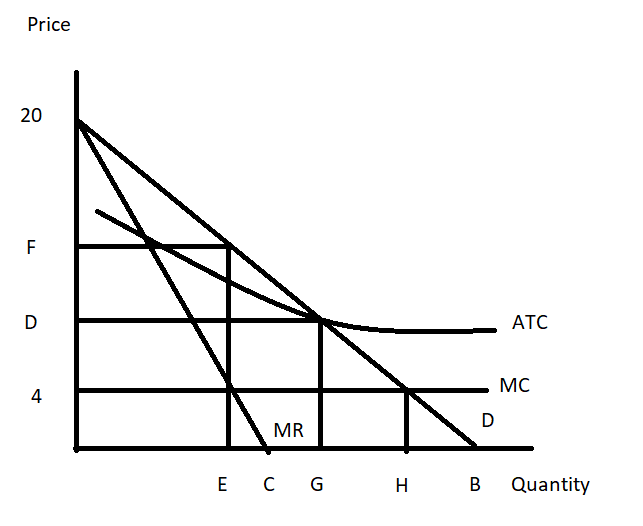 Price
20
F
D
ATC
4
MC
D
MR
E C G H B Quantity